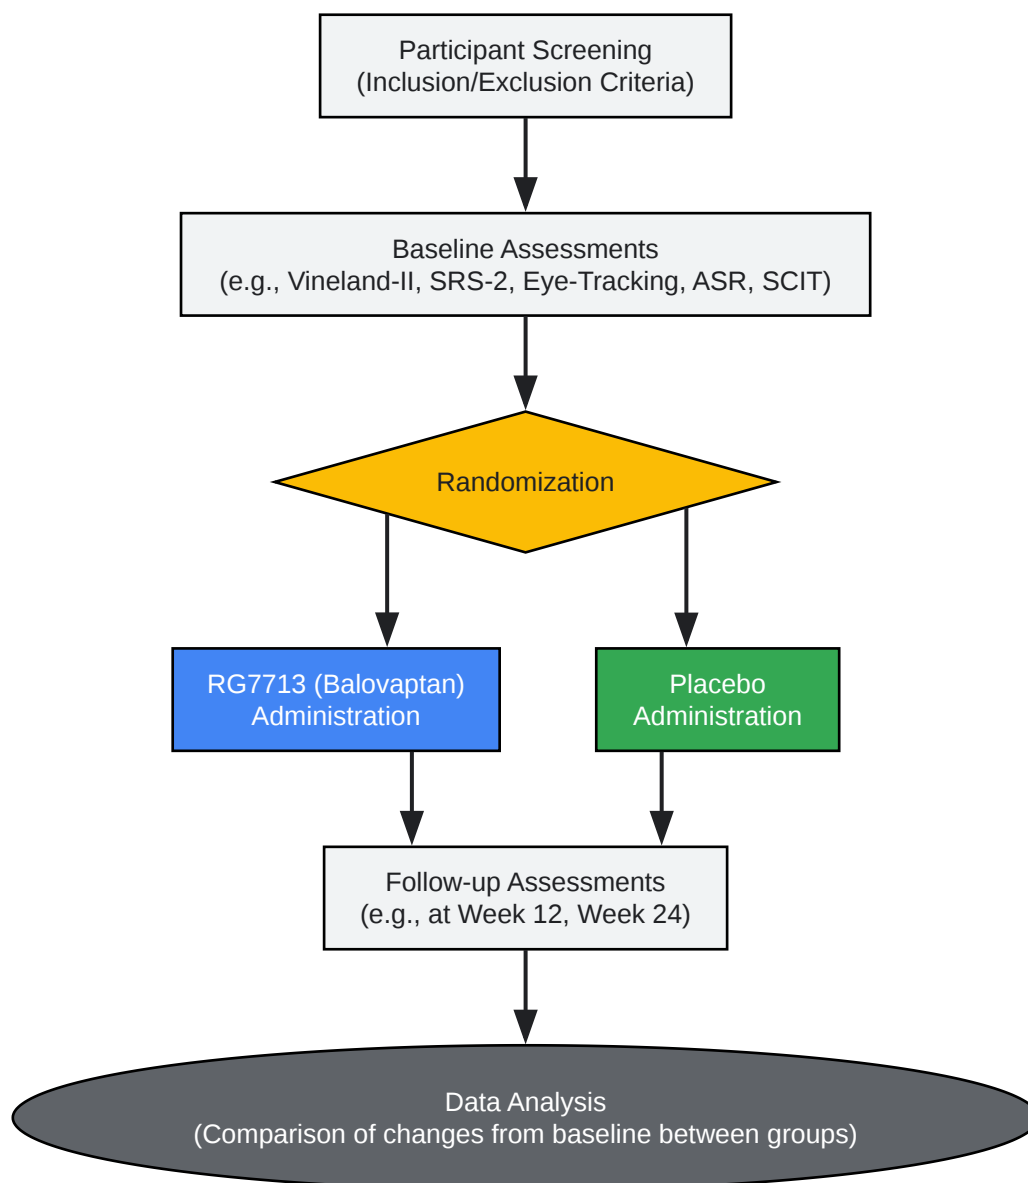 Participant Screening
(Inclusion/Exclusion Criteria)
Baseline Assessments
(e.g., Vineland-II, SRS-2, Eye-Tracking, ASR, SCIT)
Randomization
RG7713 (Balovaptan)
Administration
Placebo
Administration
Follow-up Assessments
(e.g., at Week 12, Week 24)
Data Analysis
(Comparison of changes from baseline between groups)